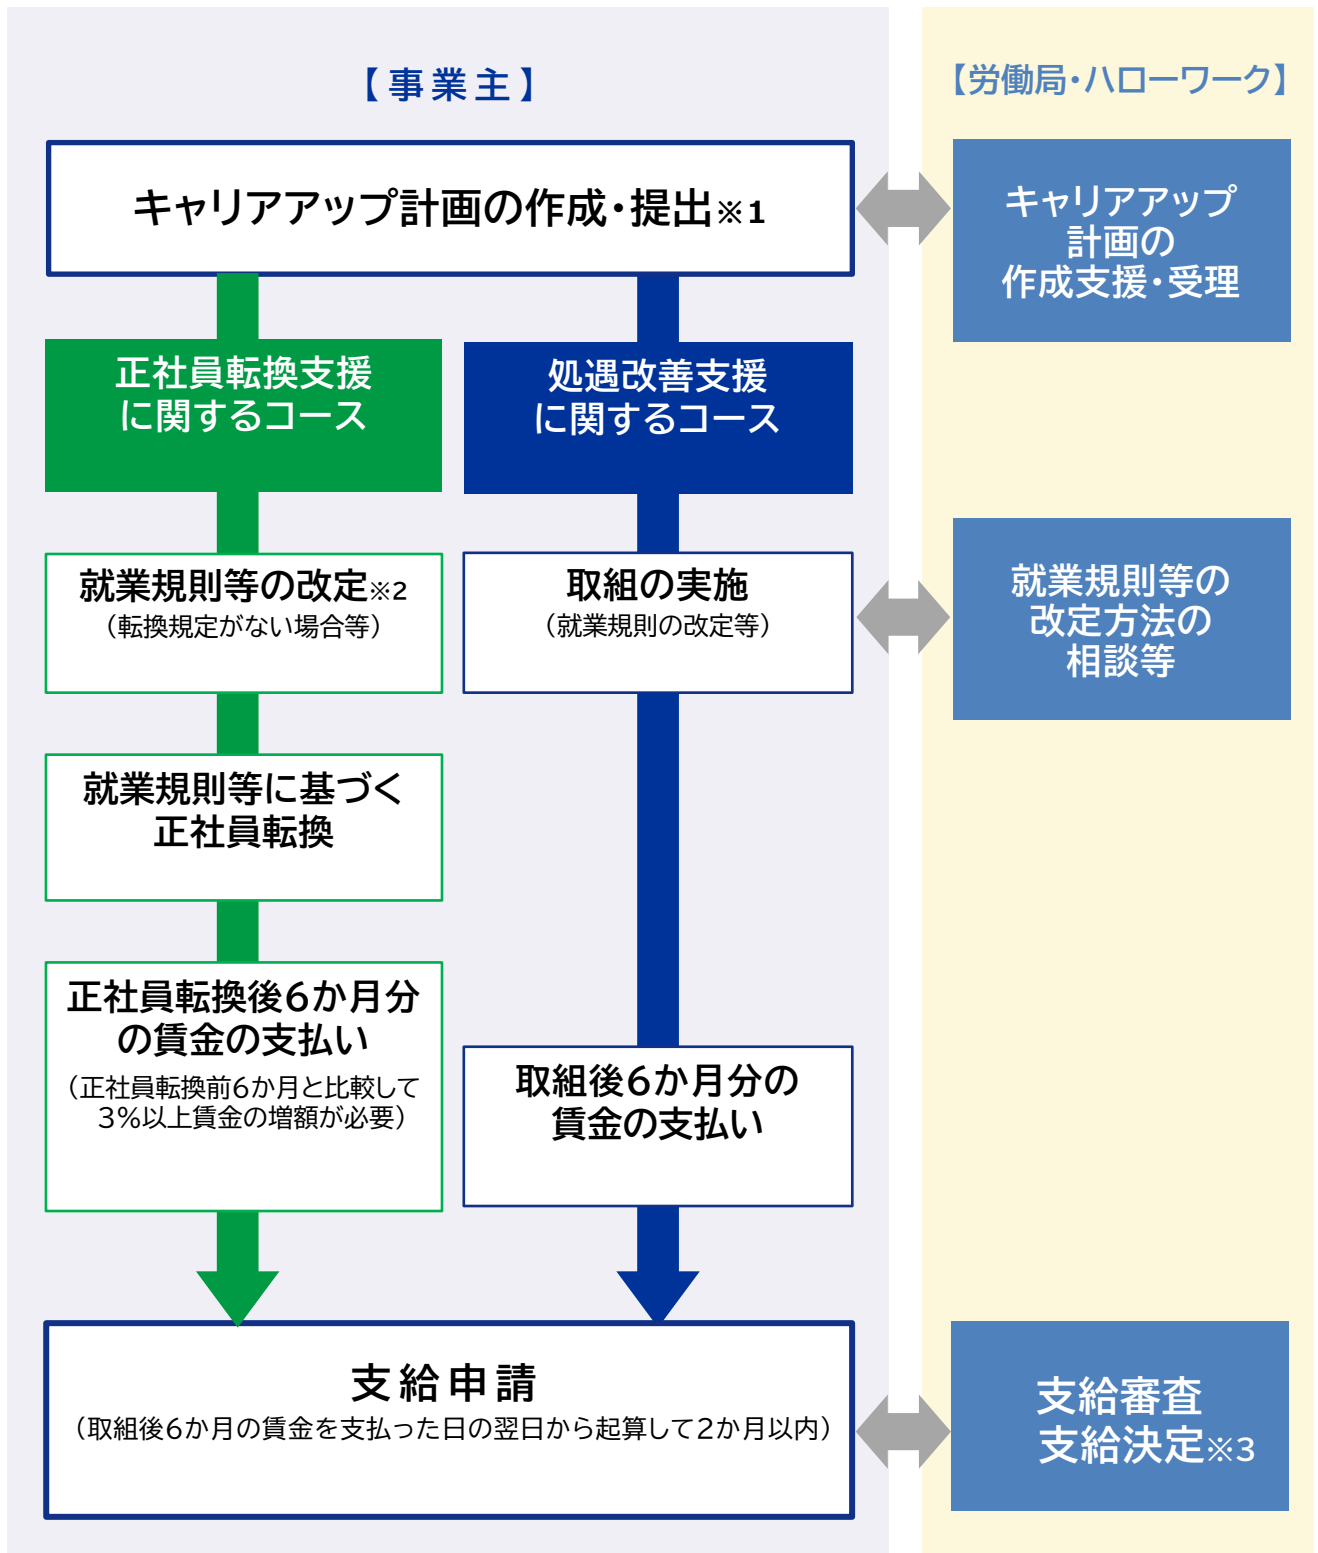 【事業主】
キャリアアップ計画の作成・提出※1
正社員転換支援
に関するコース
就業規則等の改定※2
（転換規定がない場合等）
就業規則等に基づく
正社員転換
正社員転換後6か月分
の賃金の支払い
（正社員転換前6か月と比較して
3%以上賃金の増額が必要）
処遇改善支援
に関するコース
取組の実施
（就業規則の改定等）
取組後6か月分の
賃金の支払い
支給申請
（取組後6か月の賃金を支払った日の翌日から起算して2か月以内）
【労働局・ハローワーク】
キャリアアップ
計画の
作成支援・受理
就業規則等の
改定方法の
相談等
支給審査
支給決定※3